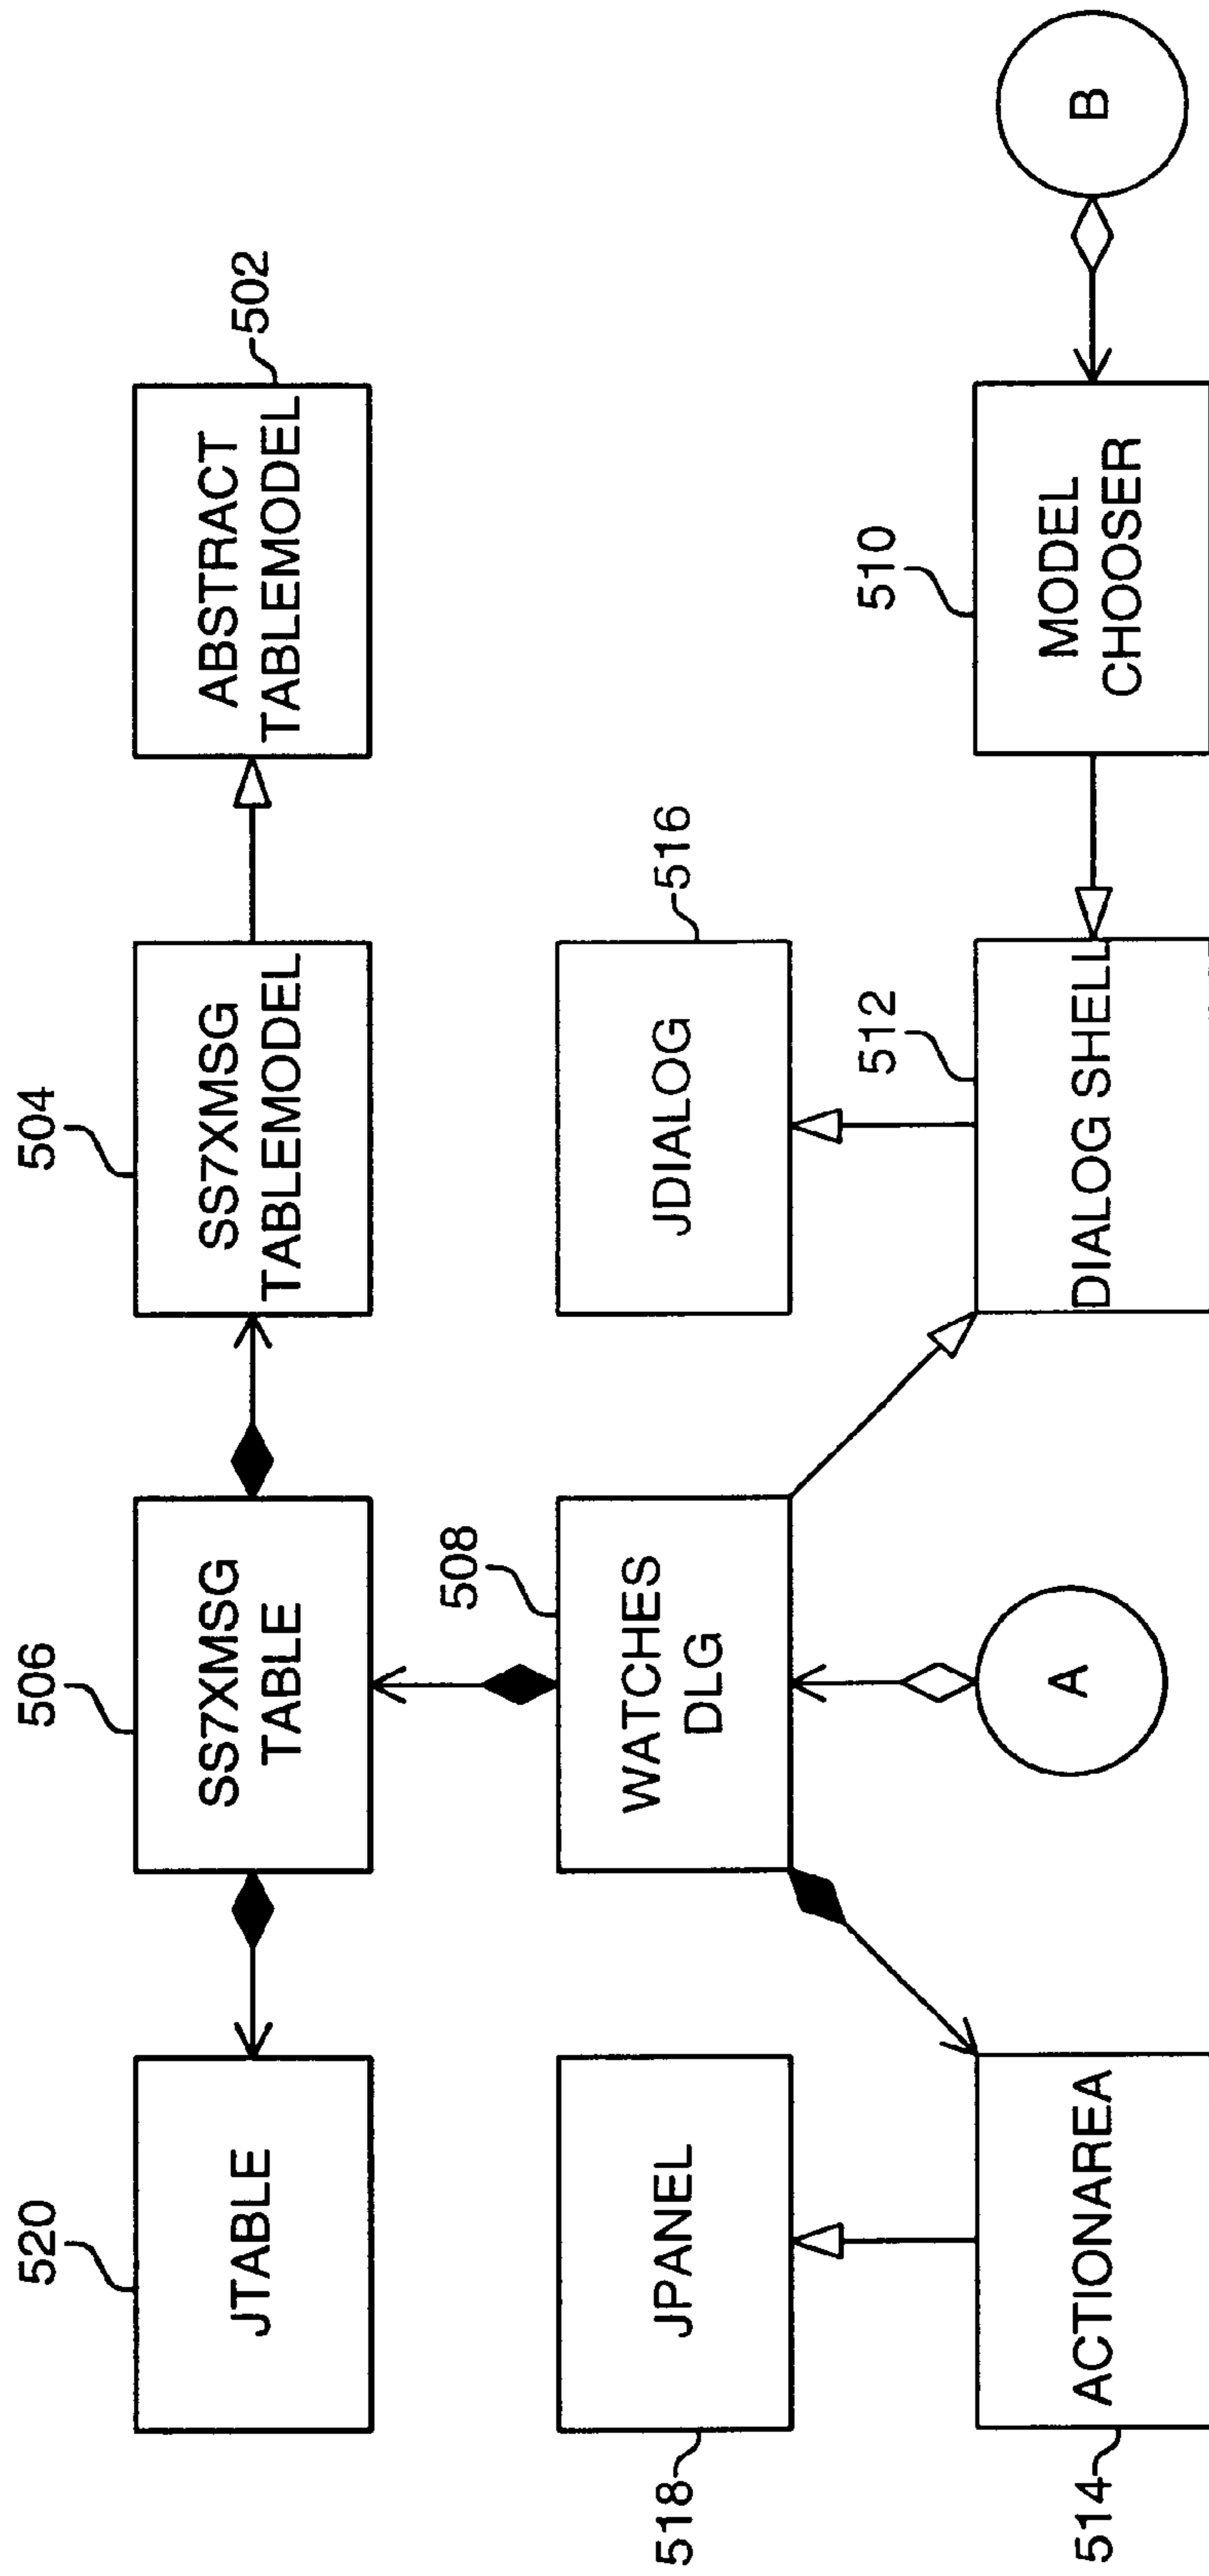 520
506
504
JTABLE
SS7XMSG
TABLE
SS7XMSG
TABLEMODEL
ABSTRACT
TABLEMODEL
502
508
518
JPANEL
WATCHES
DLG
JDIALOG
516
512
510
514
ACTIONAREA
A
DIALOG SHELL
MODEL
CHOOSER
B